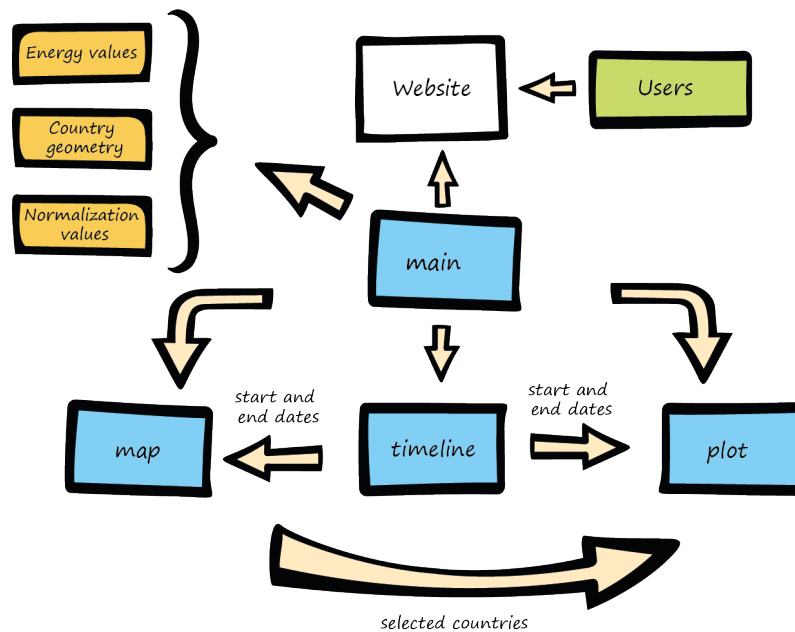 Energy values
Country
geometry
Normalization
values
Website
Users
main
start and
end dates
start and
end dates
map
timeline
plot
selected countries